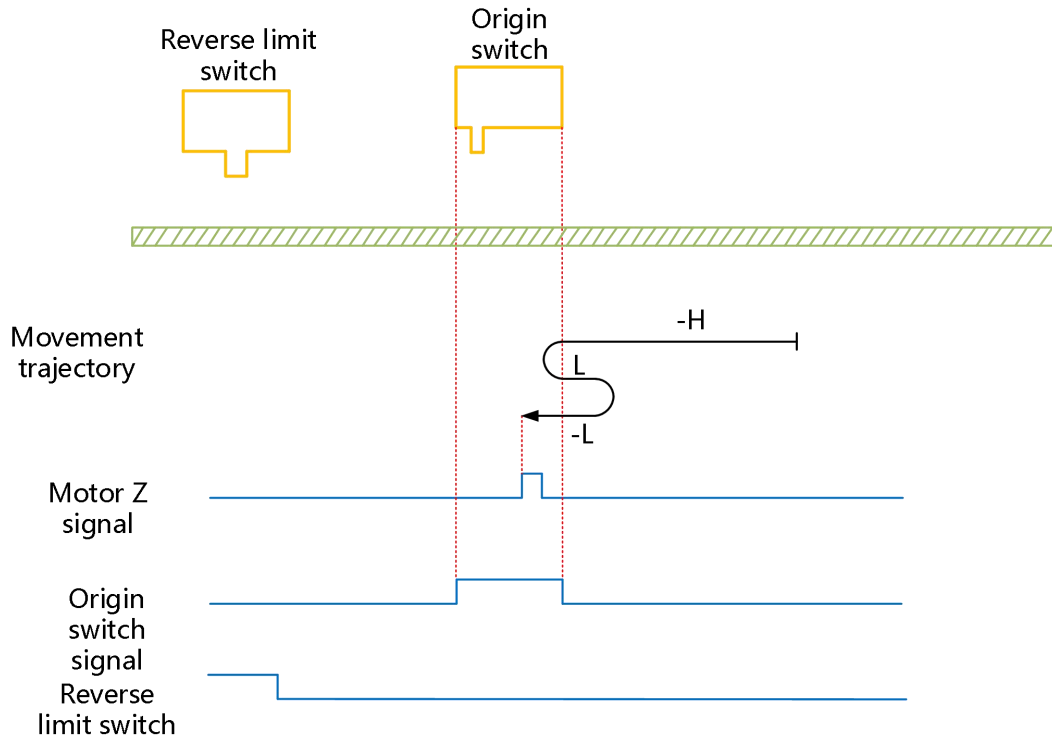 Origin
switch
Reverse limit
switch
-H
Movement
trajectory
L
-L
Motor Z
signal
Origin
switch
signal
Reverse
limit switch